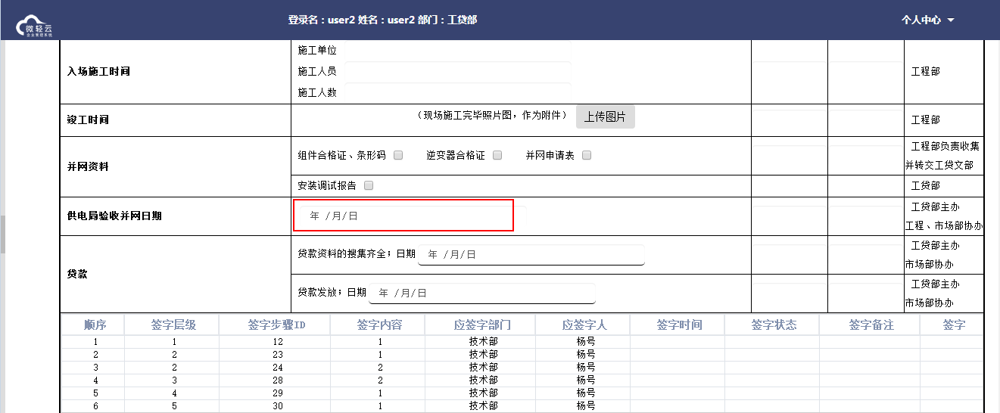 微轻云
企业管理系统
登录名：user2 姓名：user2 部门：工贷部
个人中心
入场施工时间
施工单位
施工人员
施工人数
工程部
竣工时间
（现场施工完毕照片图，作为附件）
上传图片
工程部
并网资料
组件合格证、条形码
逆变器合格证
并网申请表
工程部负责收集
并转交工贷文部
安装调试报告
工贷部
供电局验收并网日期
年 /月/日
工贷部主办
工程、市场部协办
贷款
贷款资料的搜集齐全；日期 年 /月/日
工贷部主办
市场部协办
贷款发放；日期 年 /月/日
工贷部主办
市场部协办
顺序 签字层级 签字步骤ID 签字内容 应签字部门 应签字人 签字时间 签字状态 签字备注 签字
1 1 12 1 技术部 杨号
2 2 23 1 技术部 杨号
3 2 24 2 技术部 杨号
4 3 28 2 技术部 杨号
5 4 29 1 技术部 杨号
6 5 30 1 技术部 杨号